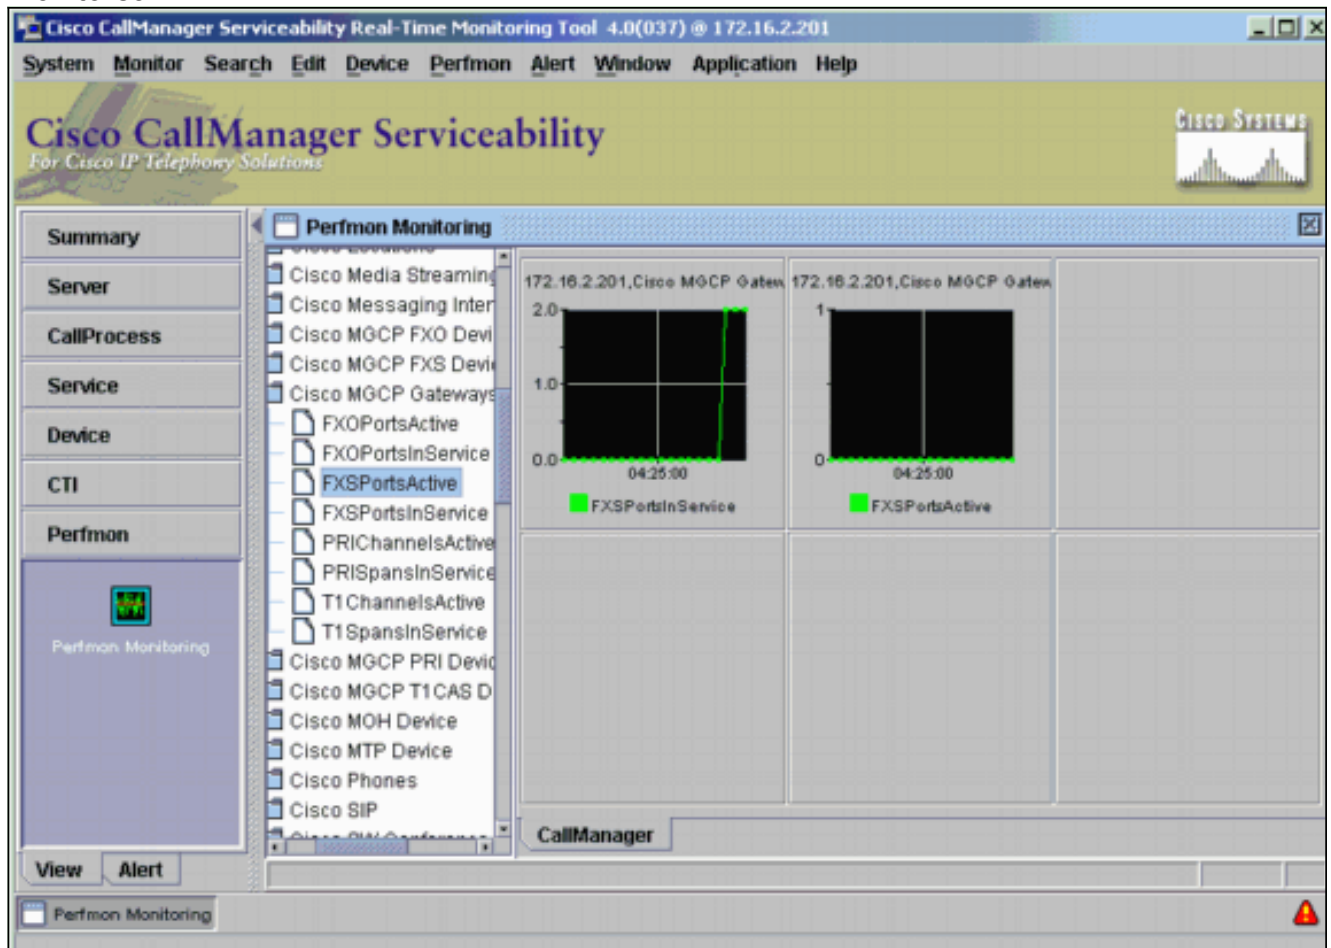 Cisco CallManager Serviceability Real-Time Monitoring Tool 4.0(037) @ 172.16.2.201
System Monitor Search Edit Device Perfmon Alert Window Application Help
Cisco CallManager Serviceability
For Cisco IP Telephony Solutions
CISCO SYSTEMS
Summary
Server
CallProcess
Service
Device
CTI
Perfmon
Perfmon Monitoring
View
Alert
Perfmon Monitoring
Cisco Media Streaming
Cisco Messaging Inter
Cisco MGCP FXO Devi
Cisco MGCP FXS Devi
Cisco MGCP Gateways
FXOPortsActive
FXOPortsInService
FXSPortsActive
FXSPortsInService
PRIChannelsActive
PRISpansInService
T1ChannelsActive
T1SpansInService
Cisco MGCP PRI Devic
Cisco MGCP T1CAS D
Cisco MOH Device
Cisco MTP Device
Cisco Phones
Cisco SIP
172.16.2.201,Cisco MGCP Gatew
2.0
1.0
0.0
04:25:00
FXSPortsInService
172.16.2.201,Cisco MGCP Gatew
1
0
04:25:00
FXSPortsActive
CallManager
Perfmon Monitoring